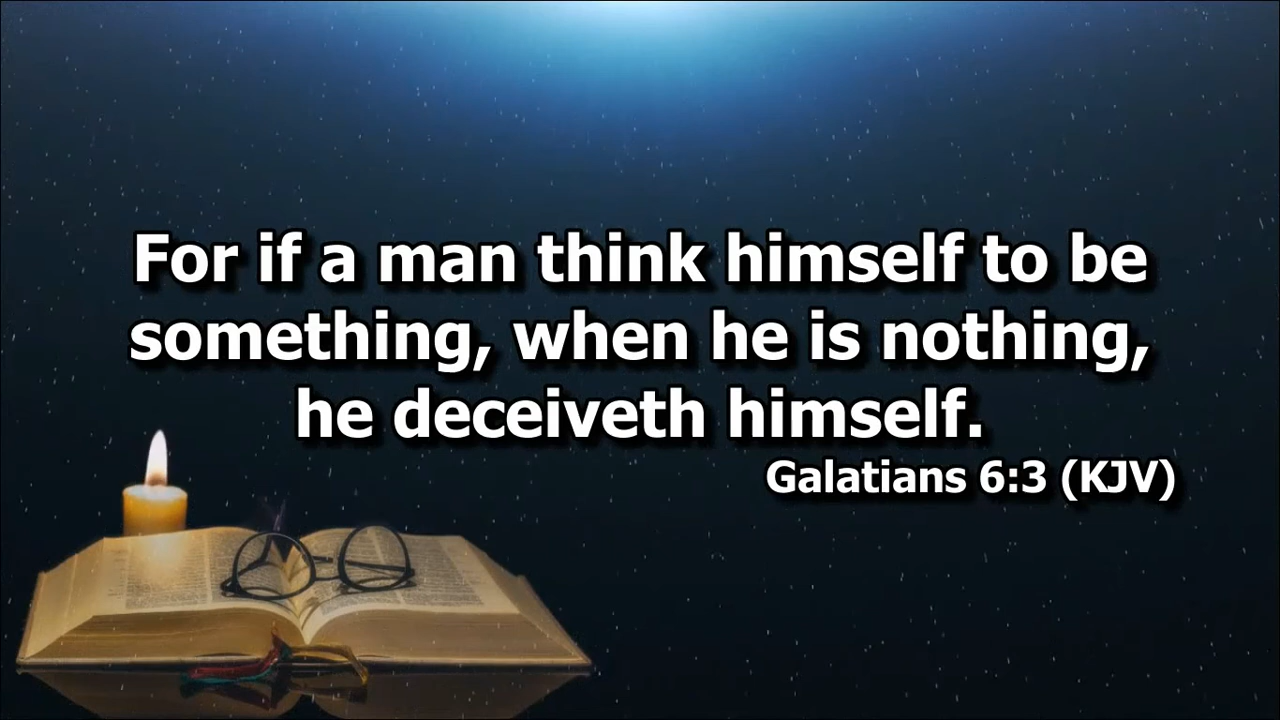 For if a man think himself to be
something, when he is nothing,
he deceiveth himself.
Galatians 6:3 (KJV)